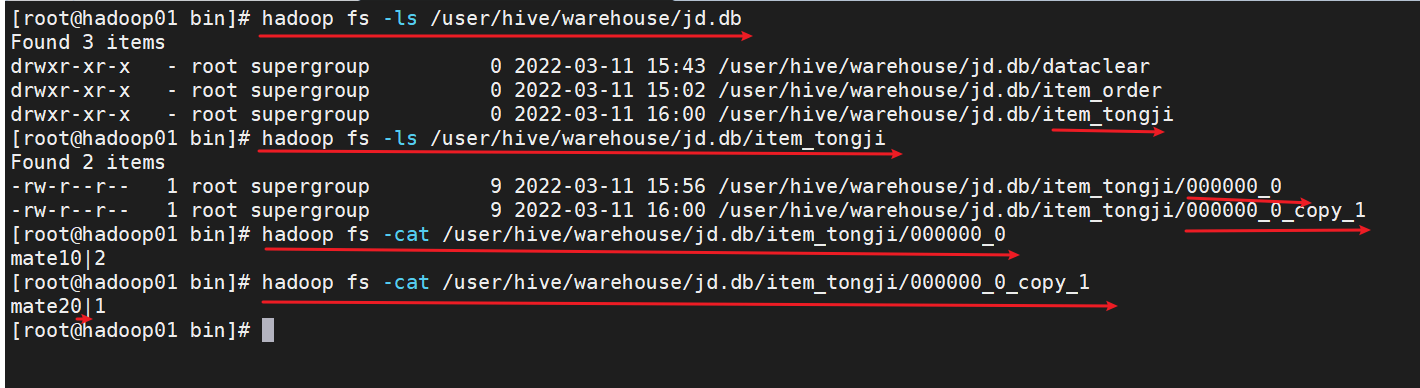 [root@hadoop01 bin]# hadoop fs -ls /user/hive/warehouse/jd.db
Found 3 items
drwxr-xr-x   - root supergroup          0 2022-03-11 15:43 /user/hive/warehouse/jd.db/dataclear
drwxr-xr-x   - root supergroup          0 2022-03-11 15:02 /user/hive/warehouse/jd.db/item_order
drwxr-xr-x   - root supergroup          0 2022-03-11 16:00 /user/hive/warehouse/jd.db/item_tongji
[root@hadoop01 bin]# hadoop fs -ls /user/hive/warehouse/jd.db/item_tongji
Found 2 items
-rw-r--r--   1 root supergroup          9 2022-03-11 15:56 /user/hive/warehouse/jd.db/item_tongji/000000_0
-rw-r--r--   1 root supergroup          9 2022-03-11 16:00 /user/hive/warehouse/jd.db/item_tongji/000000_0_copy_1
[root@hadoop01 bin]# hadoop fs -cat /user/hive/warehouse/jd.db/item_tongji/000000_0
mate10|2
[root@hadoop01 bin]# hadoop fs -cat /user/hive/warehouse/jd.db/item_tongji/000000_0_copy_1
mate20|1
[root@hadoop01 bin]#